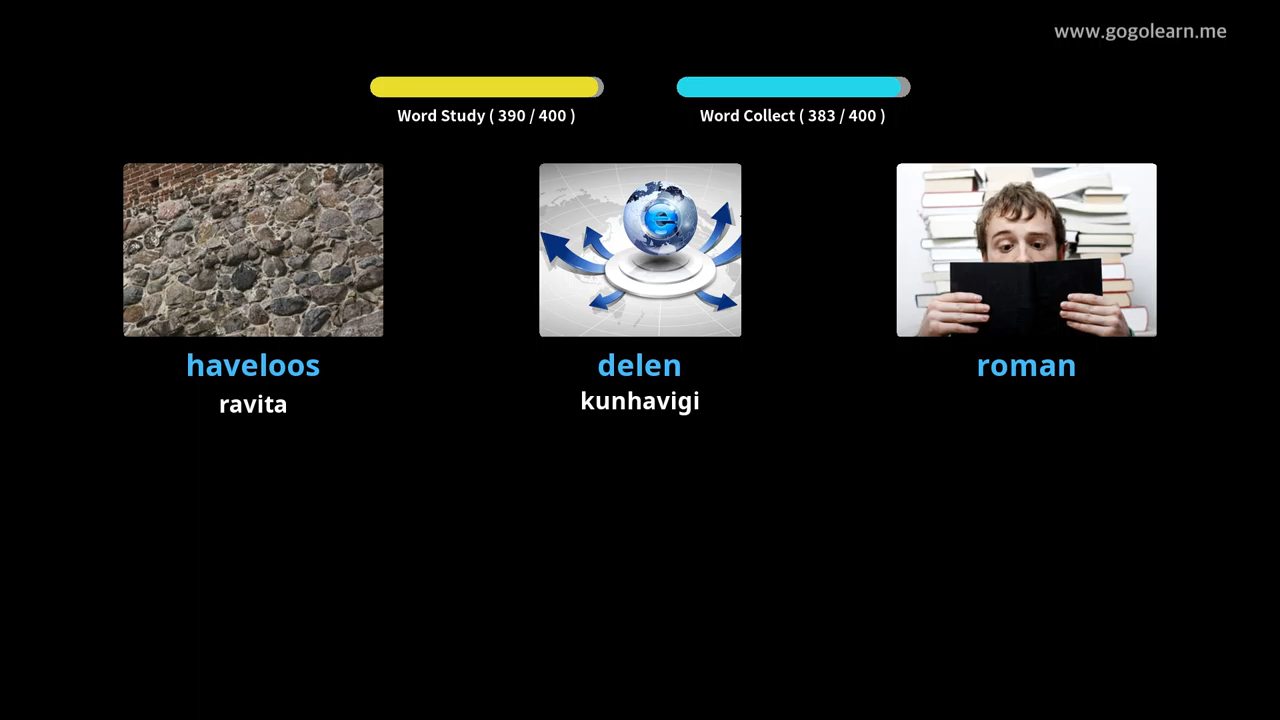 www.gogolearn.me
Word Study ( 390 / 400 )
Word Collect ( 383 / 400 )
e
haveloos
delen
roman
ravita
kunhavigi